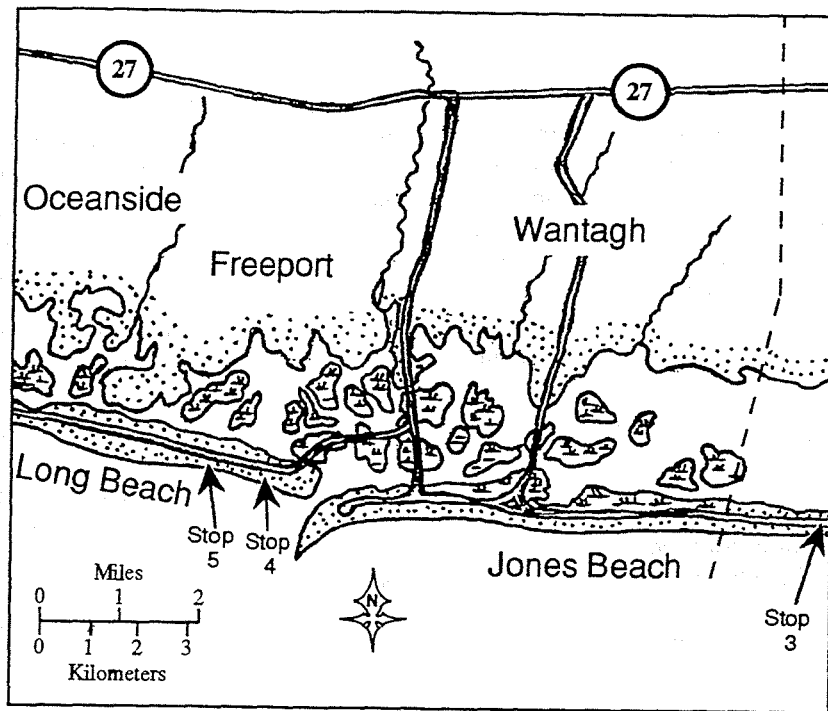 27
27
Oceanside
Wantagh
Freeport
Long Beach
Stop
5
Stop
4
Jones Beach
Stop
3
Miles
0 1 2
0 1 2 3
Kilometers
N